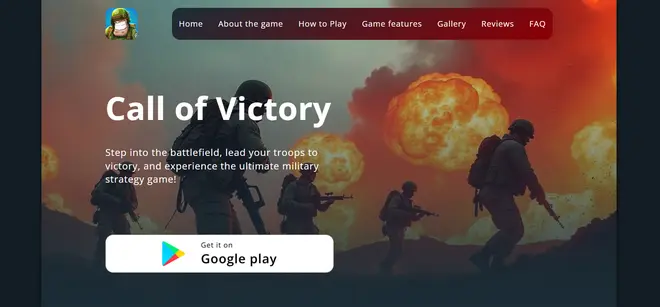 Home About the game How to Play Game features Gallery Reviews FAQ
Call of Victory
Step into the battlefield, lead your troops to
victory, and experience the ultimate military
strategy game!
Get it on
Google play